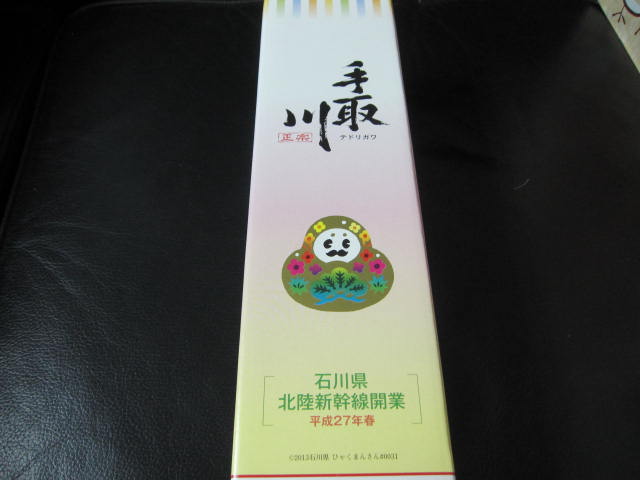 手取川
テドリガワ
正宗
石川県
北陸新幹線開業
平成27年春
©2013石川県 ひゃくまんさん#0031